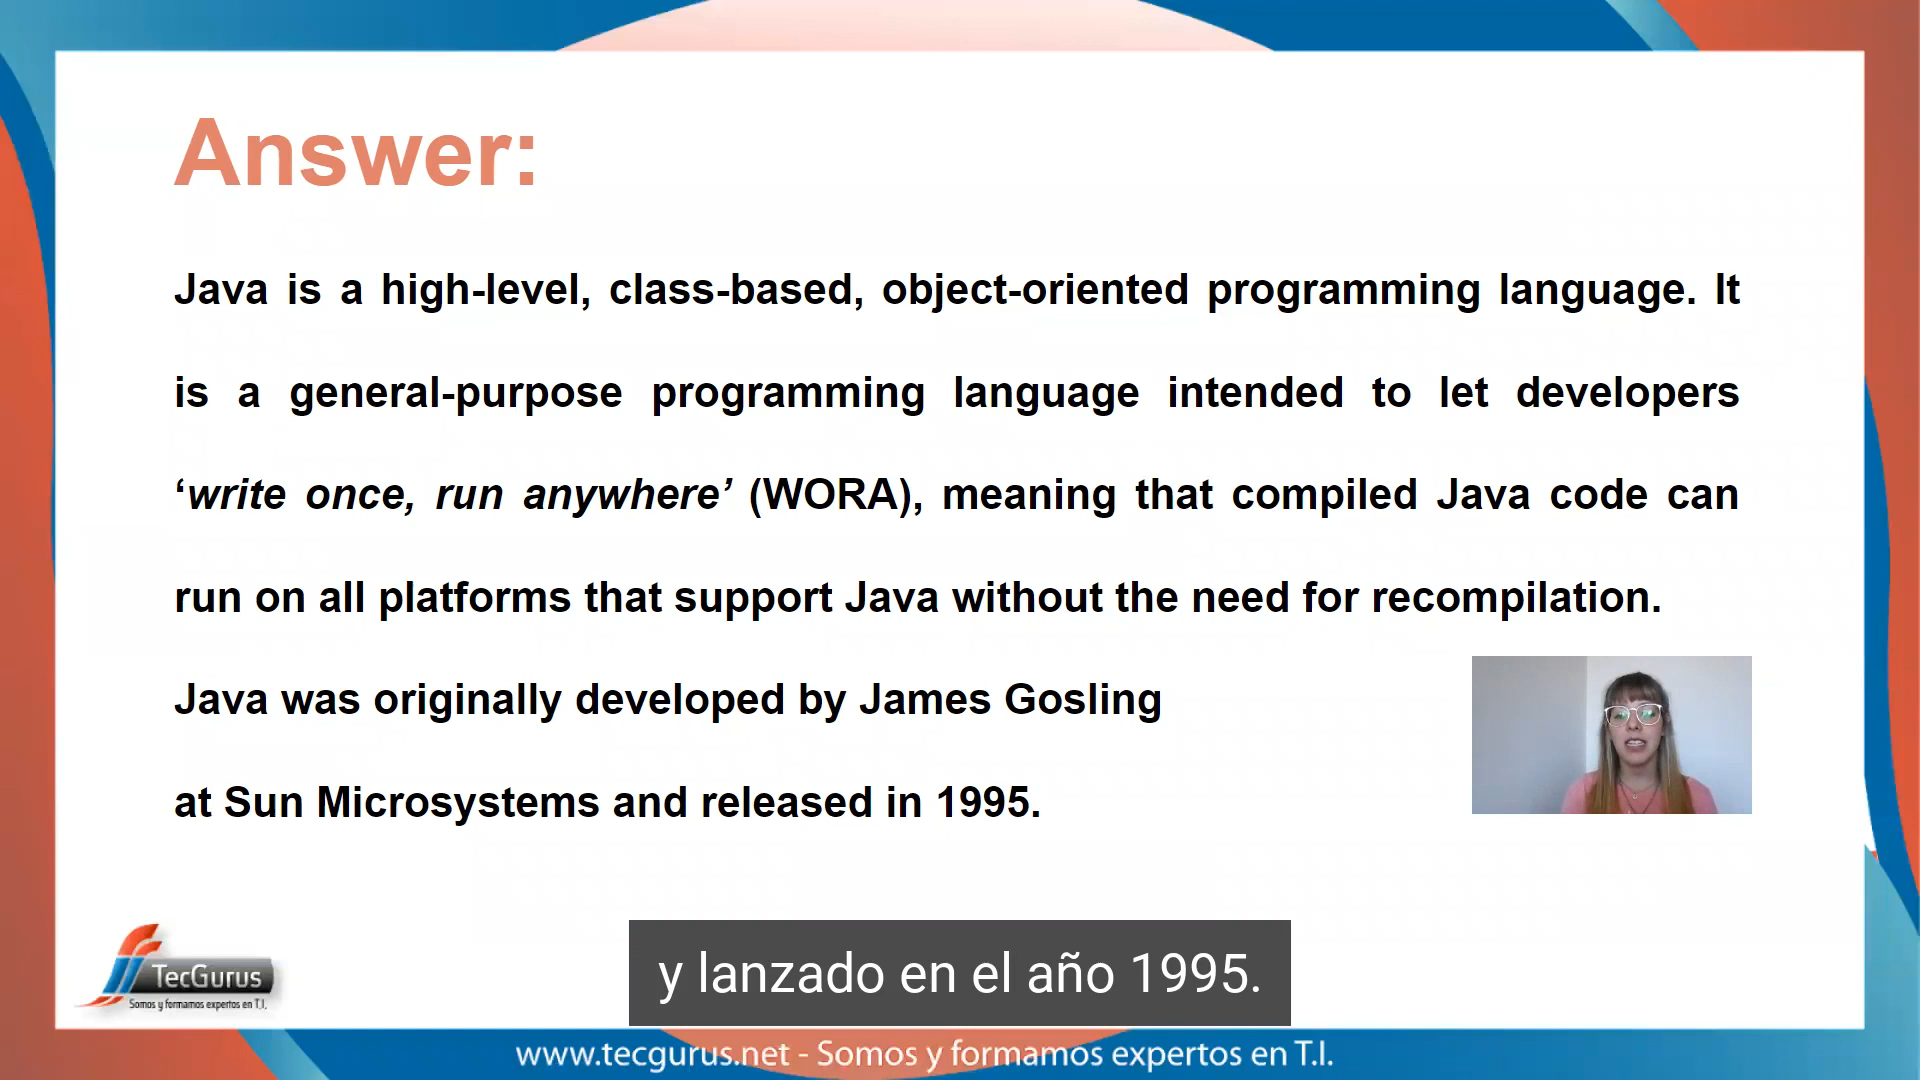 Answer:
Java is a high-level, class-based, object-oriented programming language. It
is a general-purpose programming language intended to let developers
‘write once, run anywhere’ (WORA), meaning that compiled Java code can
run on all platforms that support Java without the need for recompilation.
Java was originally developed by James Gosling
at Sun Microsystems and released in 1995.
TecGurus
Somos y formamos expertos en T.I.
y lanzado en el año 1995.
www.tecgurus.net - Somos y formamos expertos en T.I.